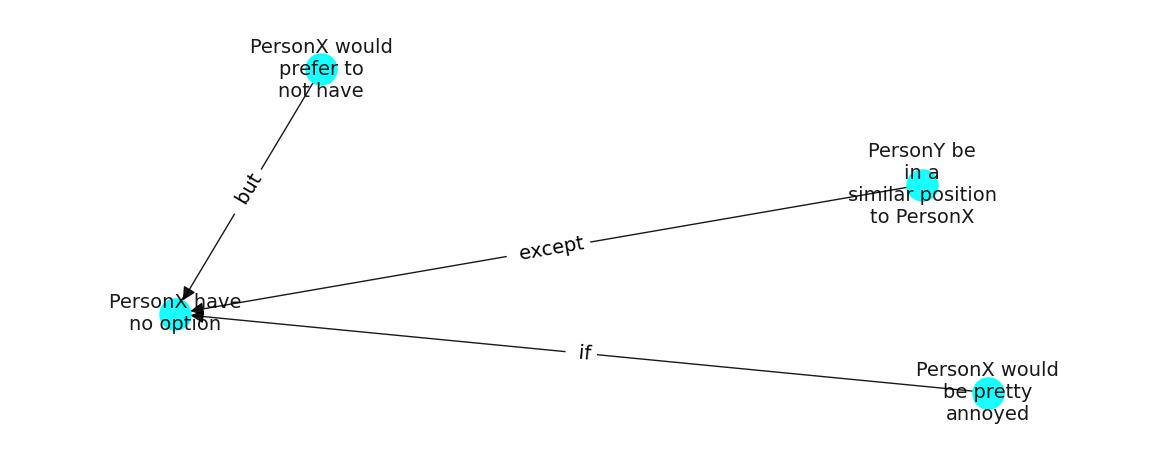 PersonX would
prefer to
not have
but
PersonY be
in a
similar position
to PersonX
except
PersonX have
no option
if
PersonX would
be pretty
annoyed